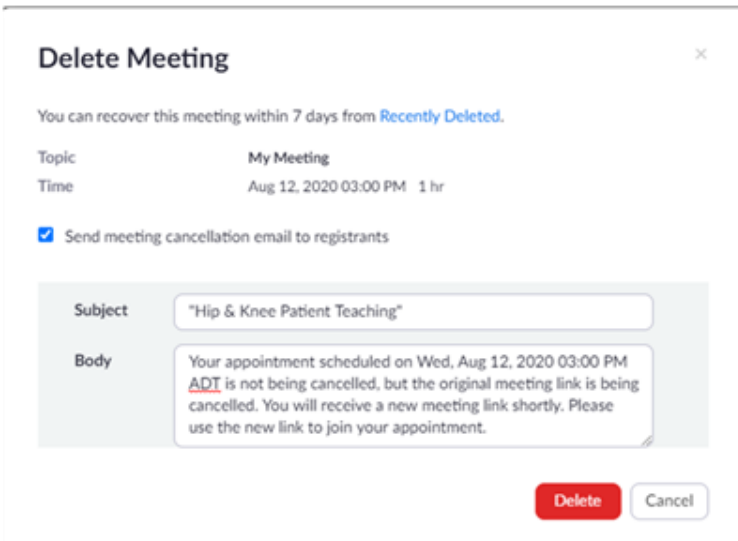 Delete Meeting
×
You can recover this meeting within 7 days from Recently Deleted.
Topic My Meeting
Time Aug 12, 2020 03:00 PM 1 hr
Send meeting cancellation email to registrants
Subject "Hip & Knee Patient Teaching"
Body Your appointment scheduled on Wed, Aug 12, 2020 03:00 PM
ADT is not being cancelled, but the original meeting link is being
cancelled. You will receive a new meeting link shortly. Please
use the new link to join your appointment.
Delete Cancel